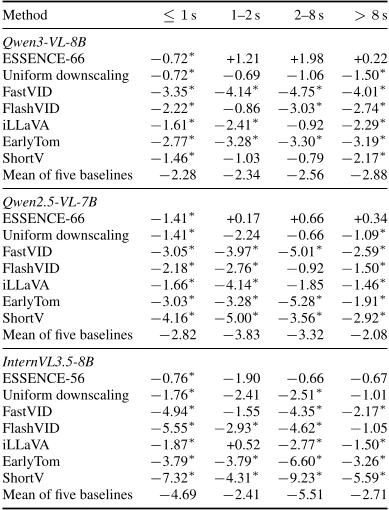 Method ≤ 1 s 1–2 s 2–8 s > 8 s
Qwen3-VL-8B
ESSENCE-66 −0.72* +1.21 +1.98 +0.22
Uniform downscaling −0.72* −0.69 −1.06 −1.50*
FastVID −3.35* −4.14* −4.75* −4.01*
FlashVID −2.22* −0.86 −3.03* −2.74*
iLLaVA −1.61* −2.41* −0.92 −2.29*
EarlyTom −2.77* −3.28* −3.30* −3.19*
ShortV −1.46* −1.03 −0.79 −2.17*
Mean of five baselines −2.28 −2.34 −2.56 −2.88
Qwen2.5-VL-7B
ESSENCE-66 −1.41* +0.17 +0.66 +0.34
Uniform downscaling −1.41* −2.24 −0.66 −1.09*
FastVID −3.05* −3.97* −5.01* −2.59*
FlashVID −2.18* −2.76* −0.92 −1.50*
iLLaVA −1.66* −4.14* −1.85 −1.46*
EarlyTom −3.03* −3.28* −5.28* −1.91*
ShortV −4.16* −5.00* −3.56* −2.92*
Mean of five baselines −2.82 −3.83 −3.32 −2.08
InternVL3.5-8B
ESSENCE-56 −0.76* −1.90 −0.66 −0.67
Uniform downscaling −1.76* −2.41 −2.51* −1.01
FastVID −4.94* −1.55 −4.35* −2.17*
FlashVID −5.55* −2.93* −4.62* −1.05
iLLaVA −1.87* +0.52 −2.77* −1.50*
EarlyTom −3.79* −3.79* −6.60* −3.26*
ShortV −7.32* −4.31* −9.23* −5.59*
Mean of five baselines −4.69 −2.41 −5.51 −2.71